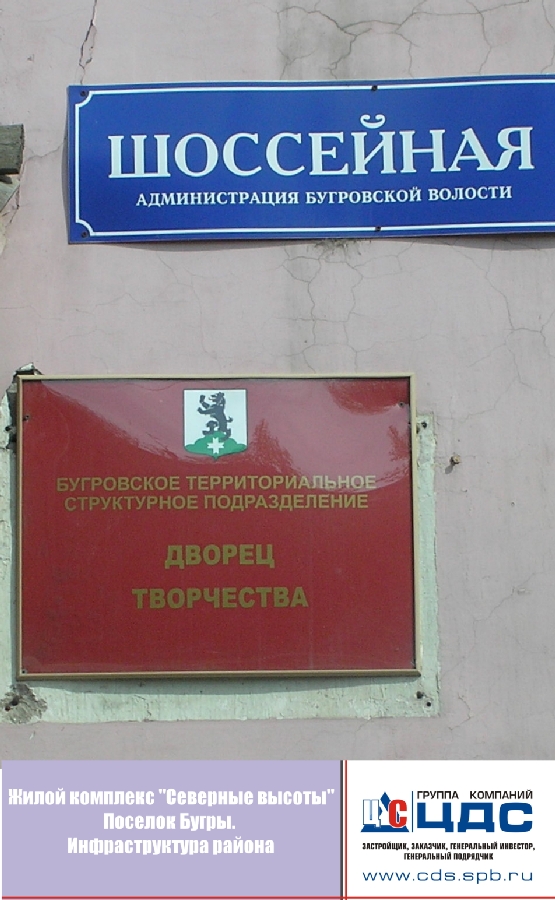 ШОССЕЙНАЯ
АДМИНИСТРАЦИЯ БУГРОВСКОЙ ВОЛОСТИ
БУГРОВСКОЕ ТЕРРИТОРИАЛЬНОЕ
СТРУКТУРНОЕ ПОДРАЗДЕЛЕНИЕ
ДВОРЕЦ
ТВОРЧЕСТВА
Жилой комплекс "Северные высоты"
Поселок Бугры.
Инфраструктура района
ГРУППА КОМПАНИЙ
ЦДС
ЗАСТРОЙЩИК, ЗАКАЗЧИК, ГЕНЕРАЛЬНЫЙ ИНВЕСТОР,
ГЕНЕРАЛЬНЫЙ ПОДРЯДЧИК
www.cds.spb.ru